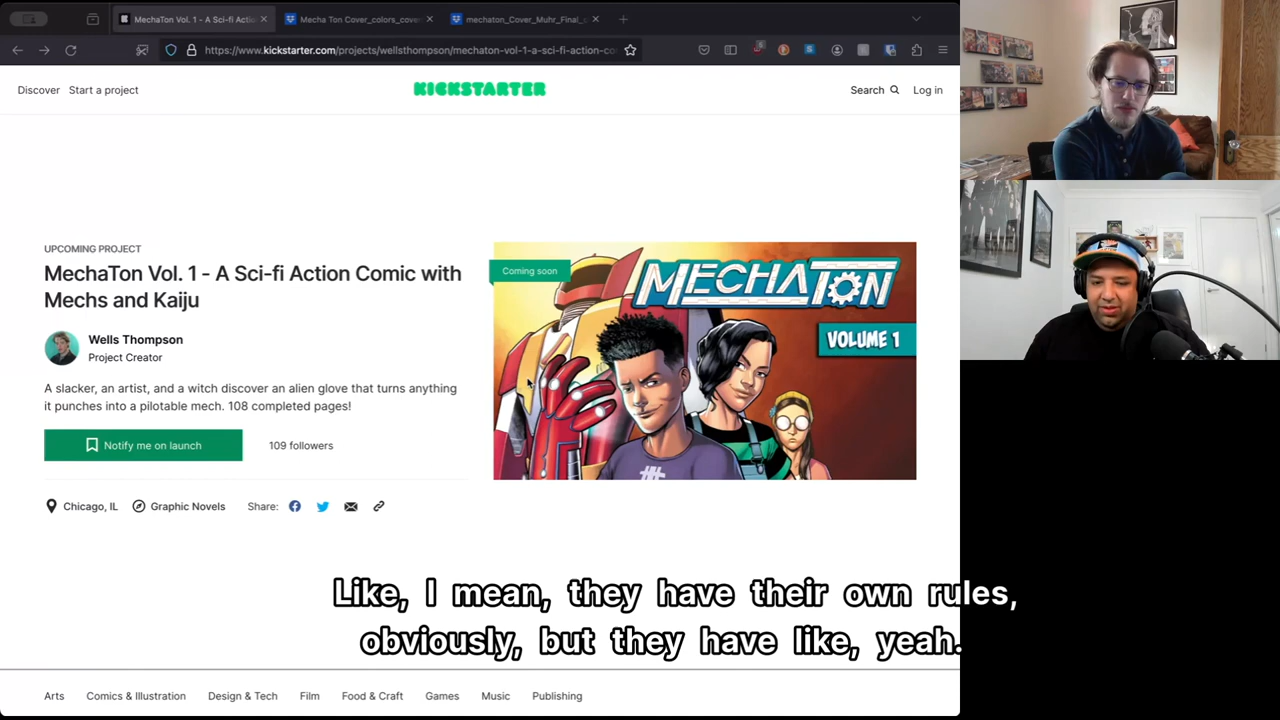 MechaTon Vol. 1 - A Sci-fi Actio
Mecha Ton Cover_colors_cove
mechaton_Cover_Muhr_Final_
https://www.kickstarter.com/projects/wellsthompson/mechaton-vol-1-a-sci-fi-action-co
Discover Start a project
KICKSTARTER
Search Log in
UPCOMING PROJECT
MechaTon Vol. 1 - A Sci-fi Action Comic with
Mechs and Kaiju
Wells Thompson
Project Creator
A slacker, an artist, and a witch discover an alien glove that turns anything
it punches into a pilotable mech. 108 completed pages!
Notify me on launch 109 followers
Coming soon
MECHATON
VOLUME 1
Chicago, IL Graphic Novels Share:
Like, I mean, they have their own rules,
obviously, but they have like, yeah.
Arts Comics & Illustration Design & Tech Film Food & Craft Games Music Publishing